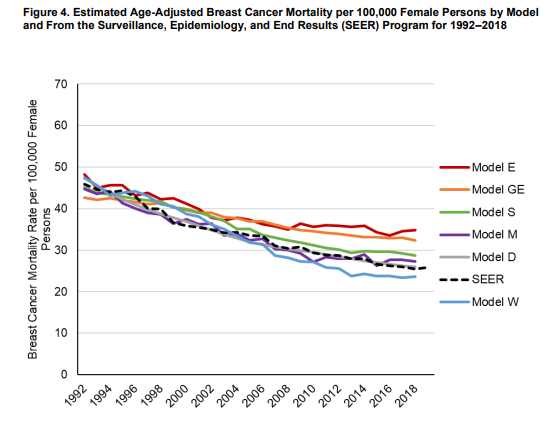 Figure 4. Estimated Age-Adjusted Breast Cancer Mortality per 100,000 Female Persons by Model
and From the Surveillance, Epidemiology, and End Results (SEER) Program for 1992–2018
Breast Cancer Mortality Rate per 100,000 Female
Persons
70
60
50
40
30
20
10
0
1992
1994
1996
1998
2000
2002
2004
2006
2008
2010
2012
2014
2016
2018
Model E
Model GE
Model S
Model M
Model D
SEER
Model W